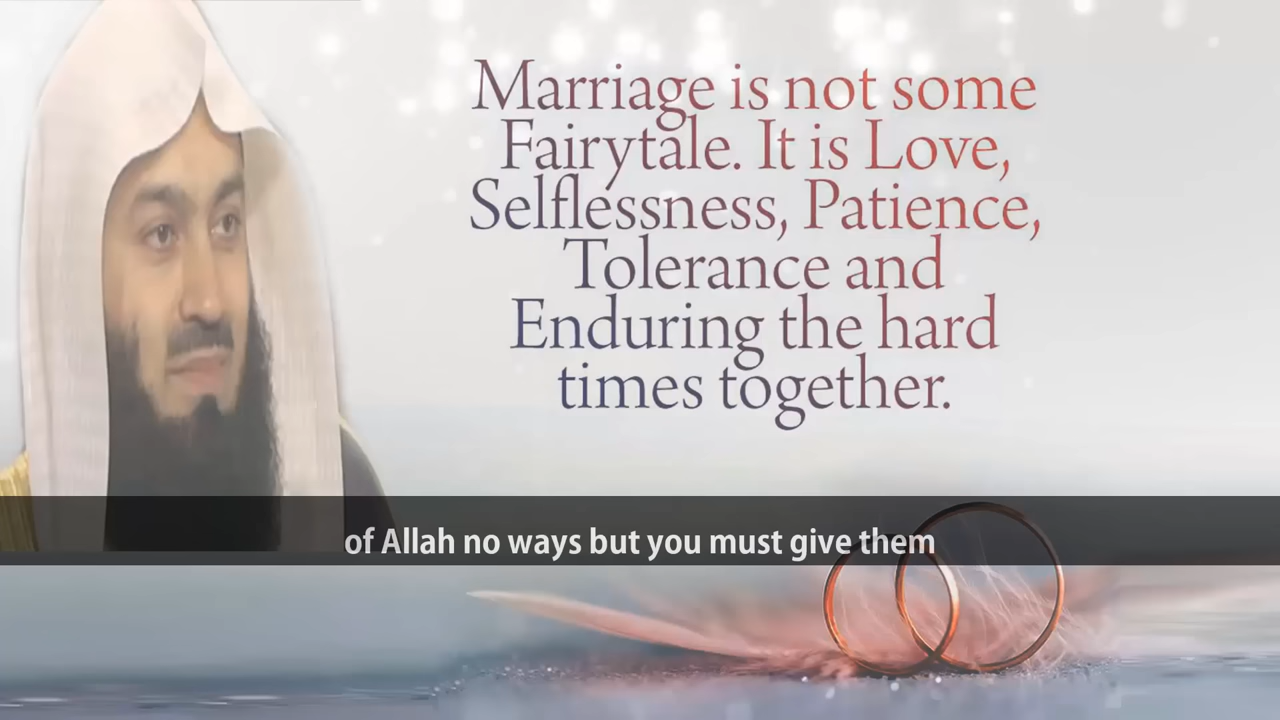 Marriage is not some
Fairytale. It is Love,
Selflessness, Patience,
Tolerance and
Enduring the hard
times together.
of Allah no ways but you must give them